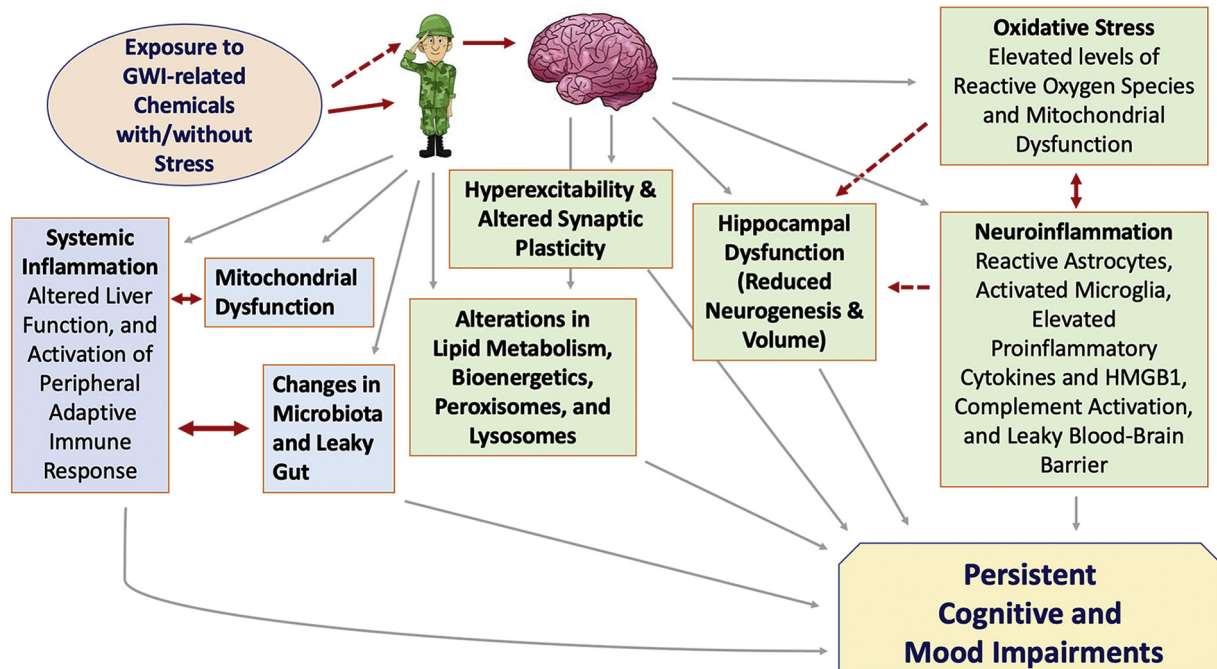 Exposure to
GWI-related
Chemicals
with/without
Stress
Oxidative Stress
Elevated levels of
Reactive Oxygen Species
and Mitochondrial
Dysfunction
Hyperexcitability &
Altered Synaptic
Plasticity
Hippocampal
Dysfunction
(Reduced
Neurogenesis &
Volume)
Neuroinflammation
Reactive Astrocytes,
Activated Microglia,
Elevated
Proinflammatory
Cytokines and HMGB1,
Complement Activation,
and Leaky Blood-Brain
Barrier
Systemic
Inflammation
Altered Liver
Function, and
Activation of
Peripheral
Adaptive
Immune
Response
Mitochondrial
Dysfunction
Changes in
Microbiota
and Leaky
Gut
Alterations in
Lipid Metabolism,
Bioenergetics,
Peroxisomes, and
Lysosomes
Persistent
Cognitive and
Mood Impairments